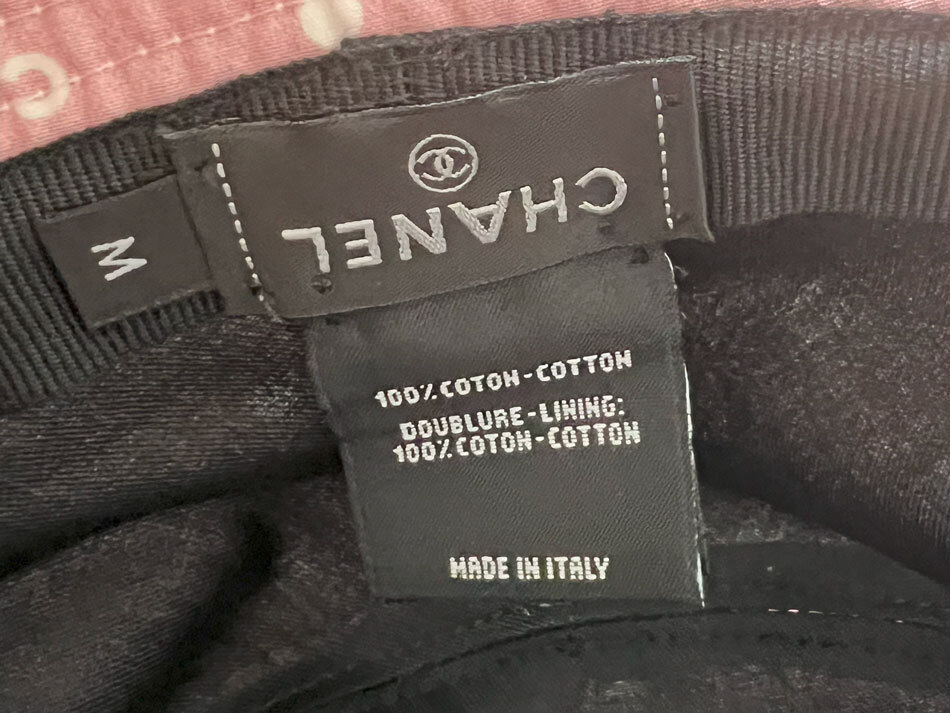 CHANEL
M
100% COTON-COTTON
DOUBLURE-LINING:
100% COTON-COTTON
MADE IN ITALY